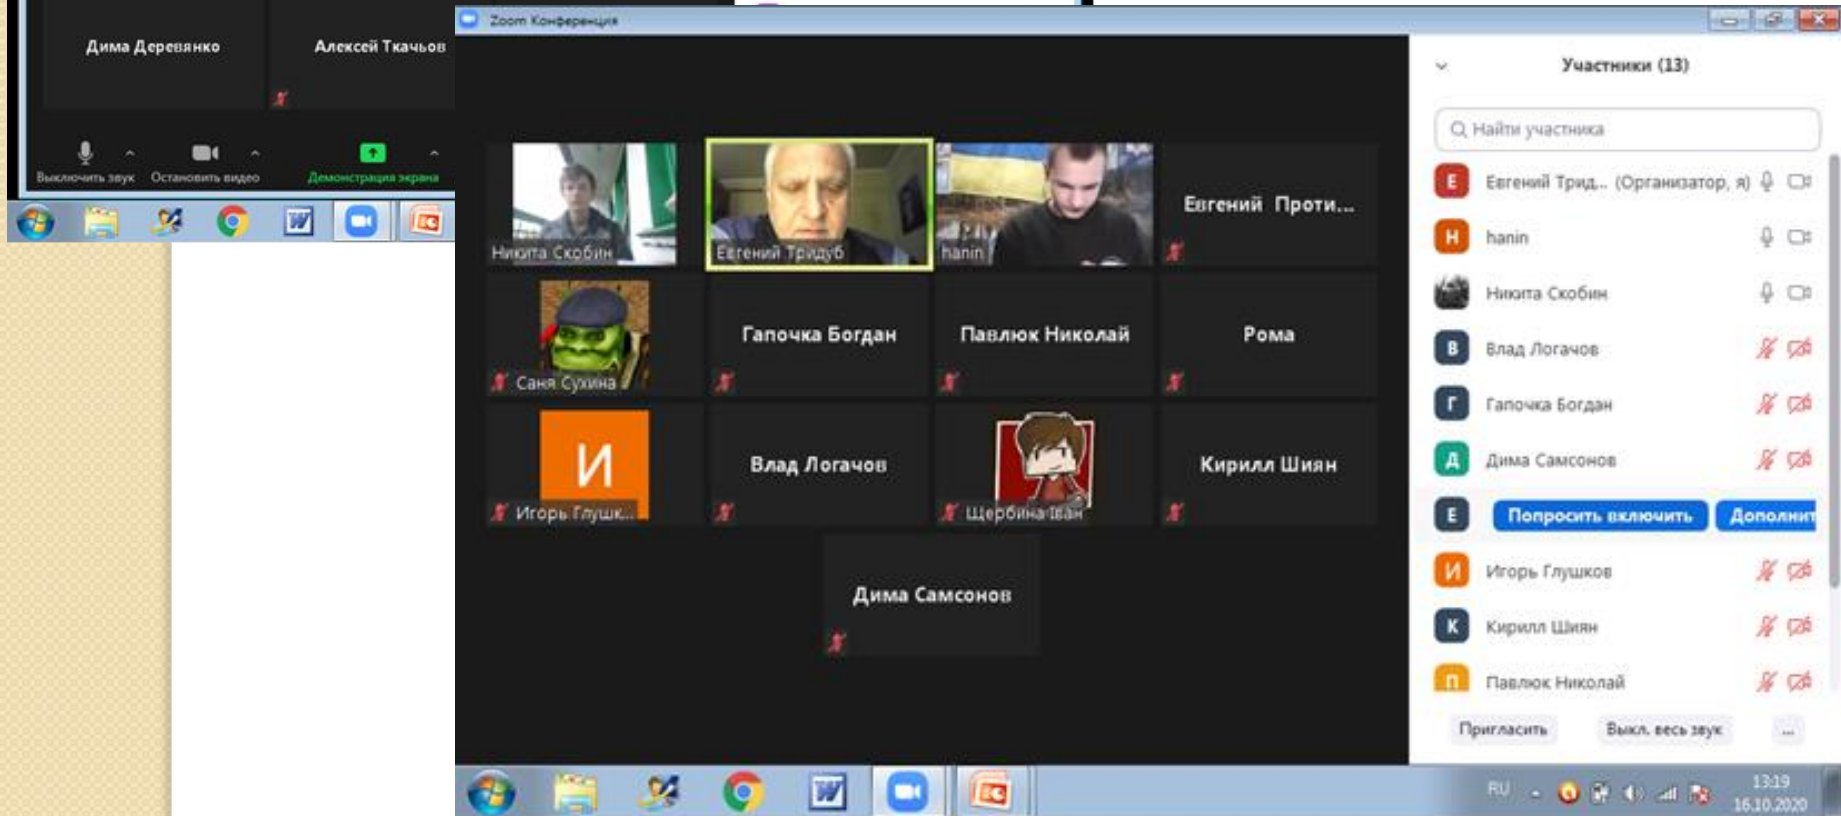 Дима Деревянко
Алексей Ткачьов
Выключить звук
Остановить видео
Демонстрация экрана
Zoom Конференция
Никита Скобин
Евгений Тридуб
hanin
Евгений Проти...
Саня Сухина
Гапочка Богдан
Павлюк Николай
Рома
И
Игорь Глушк...
Влад Логачов
Щербина Іван
Кирилл Шиян
Дима Самсонов
Участники (13)
Найти участника
Е Евгений Трид... (Организатор, я)
H hanin
Никита Скобин
В Влад Логачов
Г Гапочка Богдан
Д Дима Самсонов
Е Попросить включить Дополнит
И Игорь Глушков
К Кирилл Шиян
П Павлюк Николай
Пригласить Выкл. весь звук ...
RU
13:19
16.10.2020